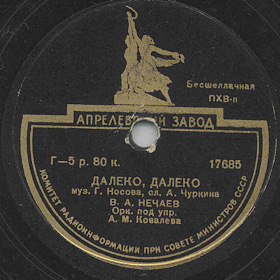 Бесшеллачная
ПХВ-п
АПРЕЛЕВСКИЙ ЗАВОД
Г—5 р. 80 к.
17685
ДАЛЕКО, ДАЛЕКО
муз. Г. Носова, сл. А. Чуркина
В. А. НЕЧАЕВ
Орк. под упр.
А. М. Ковалева
КОМИТЕТ РАДИОИНФОРМАЦИИ ПРИ СОВЕТЕ МИНИСТРОВ СССР